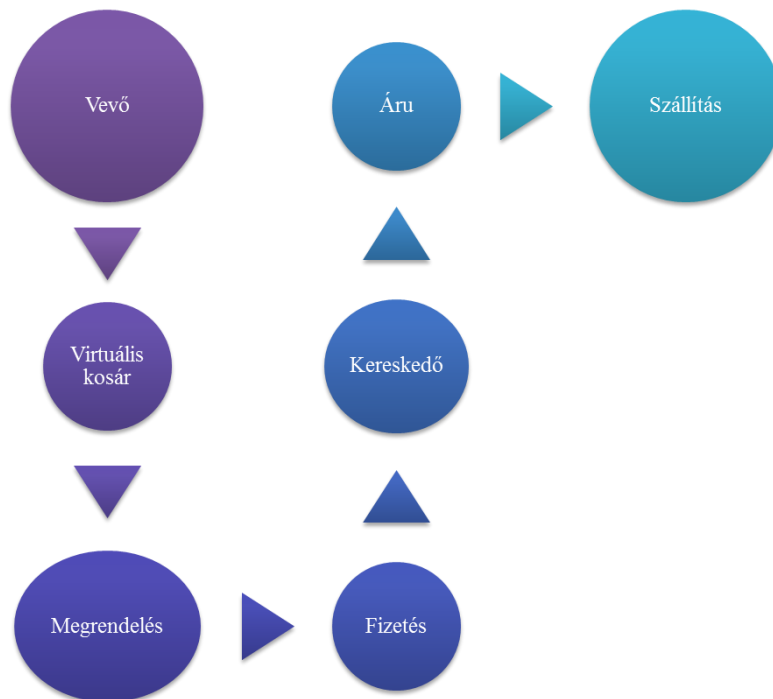 Vevő
Virtuális
kosár
Megrendelés
Fizetés
Kereskedő
Áru
Szállítás